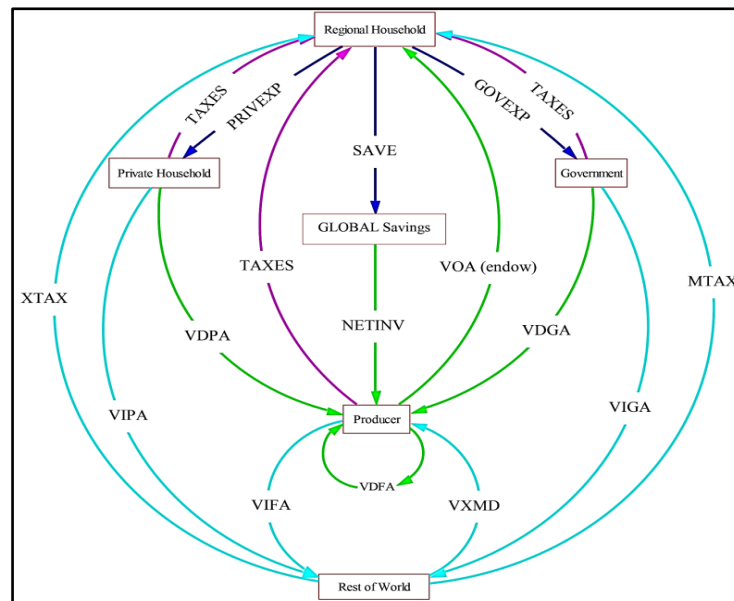 Regional Household
TAXES
PRIVEXP
GOVEXP
TAXES
SAVE
Private Household
Government
GLOBAL Savings
XTAX
TAXES
VOA (endow)
MTAX
VDPA
NETINV
VDGA
VIPA
Producer
VIGA
VDFA
VIFA
VXMD
Rest of World